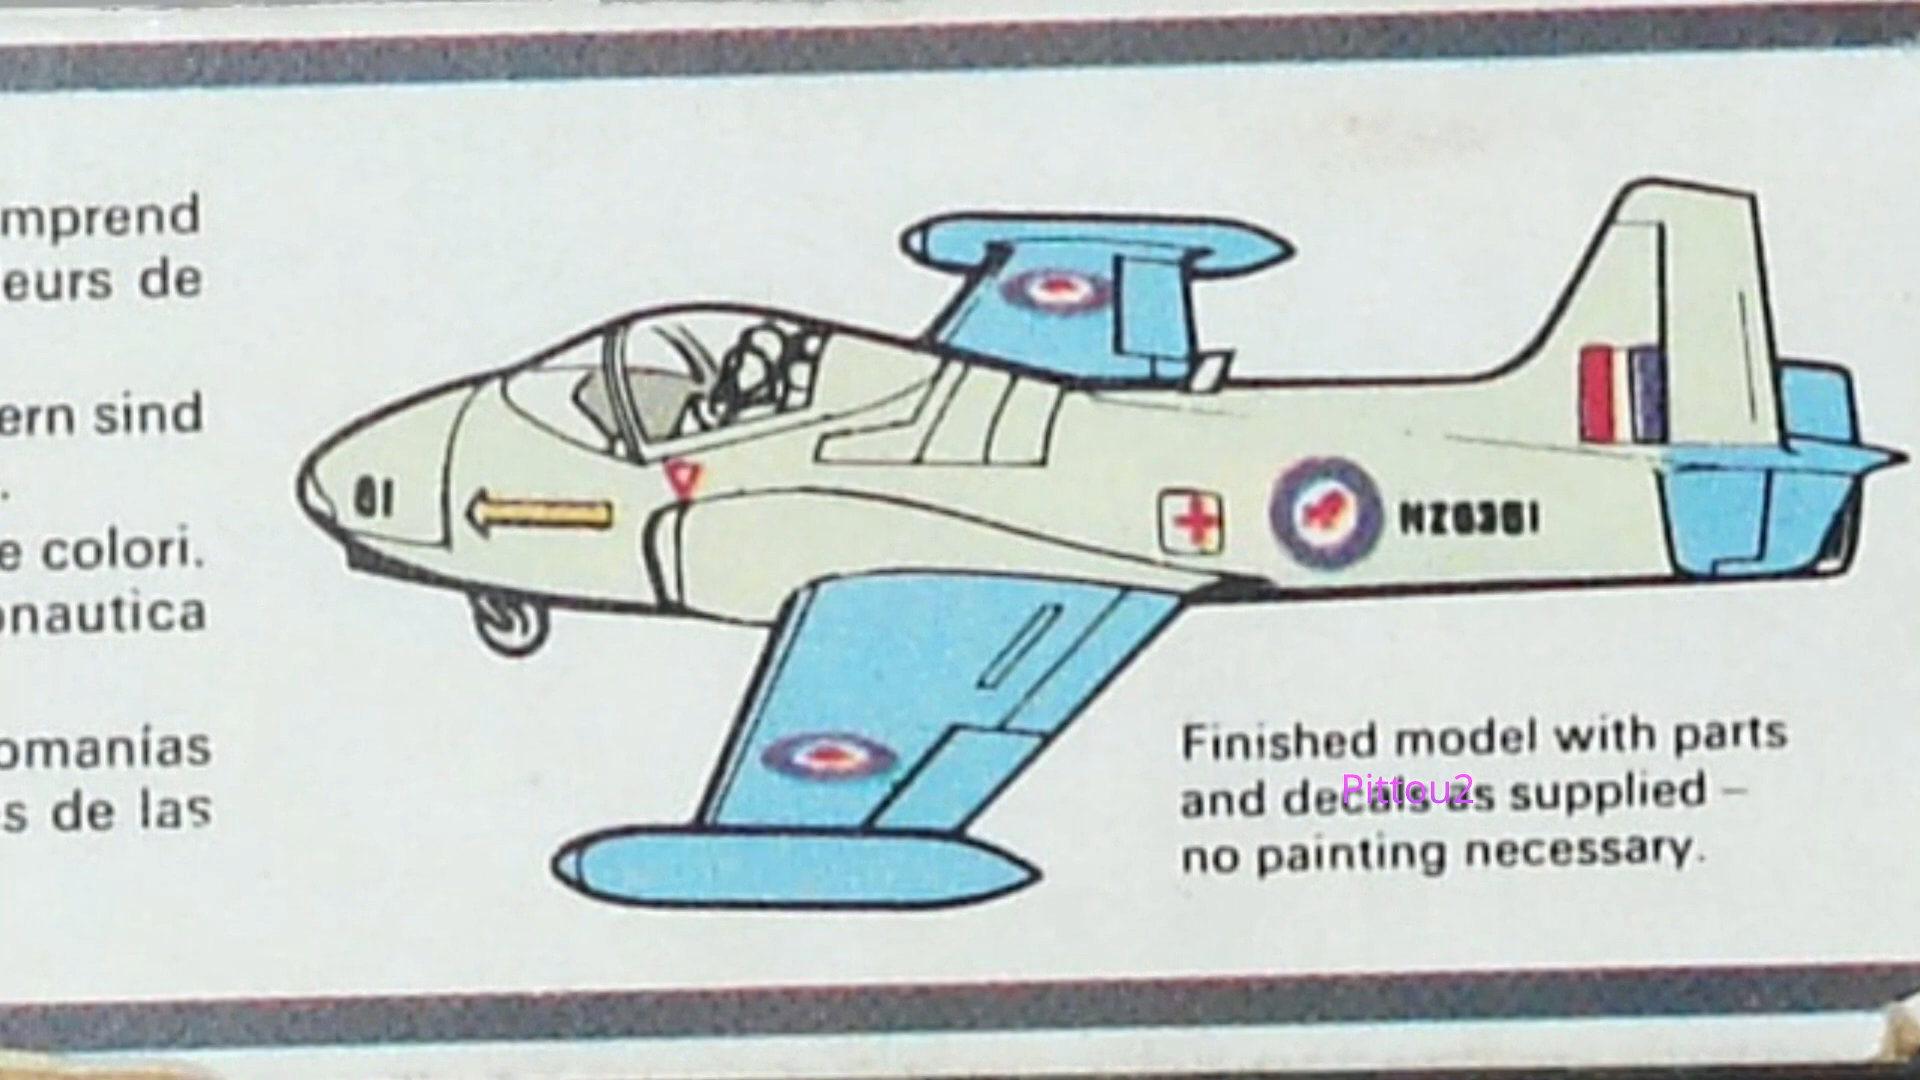 mprend
eurs de
ern sind
.
e colori.
onautica
omanías
s de las
61
NZ6361
Finished model with parts
and decals as supplied –
no painting necessary.
Pittou2